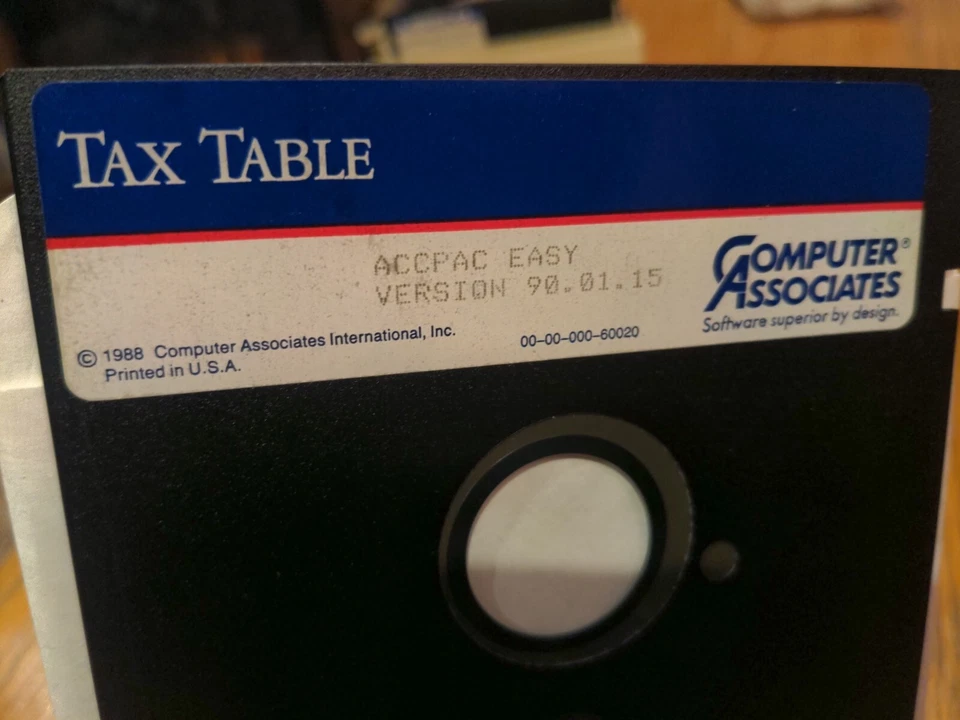 TAX TABLE
ACCPAC EASY
VERSION 90.01.15
COMPUTER ASSOCIATES®
Software superior by design.
© 1988 Computer Associates International, Inc.
Printed in U.S.A.
00-00-000-60020